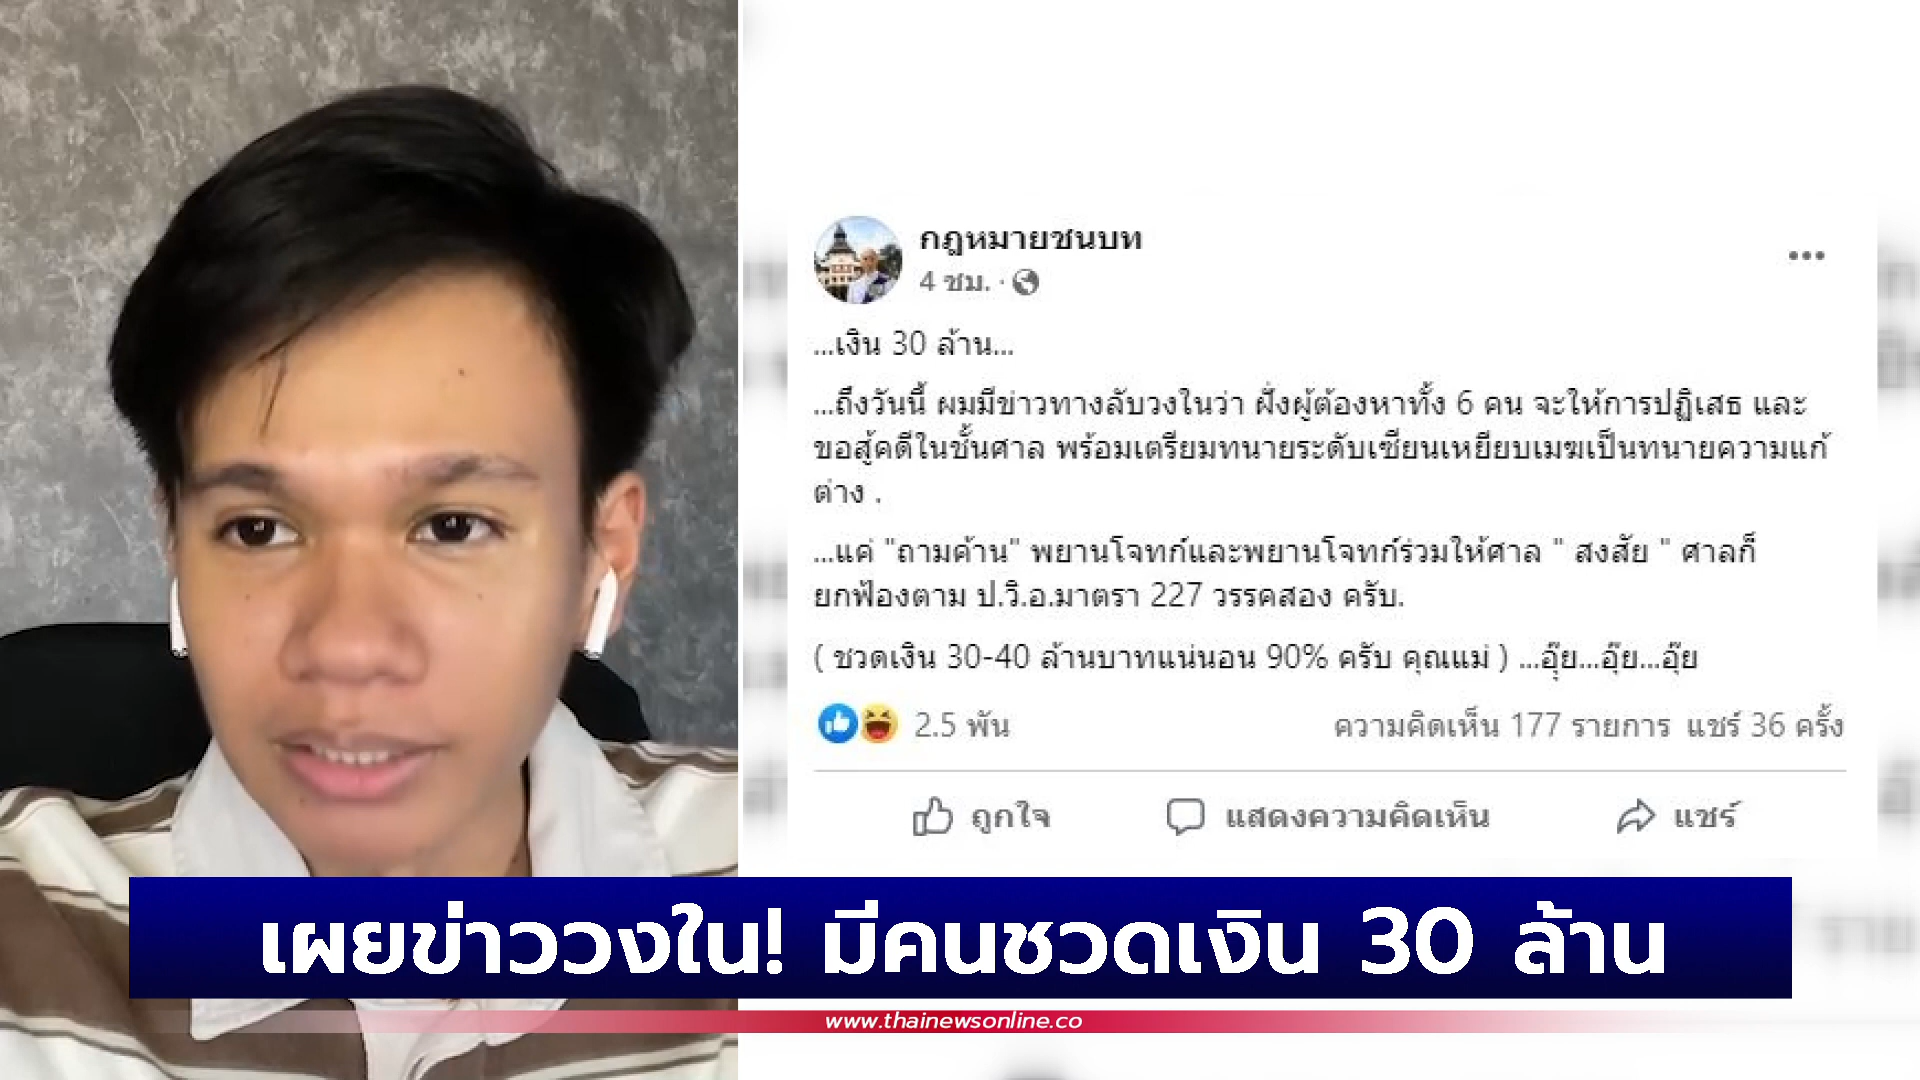 กฎหมายชนบท
4 ชม.
...เงิน 30 ล้าน...
...ถึงวันนี้ ผมมีข่าวทางลับวงในว่า ฝั่งผู้ต้องหาทั้ง 6 คน จะให้การปฏิเสธ และ
ขอสู้คดีในชั้นศาล พร้อมเตรียมทนายระดับเซียนเหยียบเมฆเป็นทนายความแก้
ต่าง .
...แค่ "ถามค้าน" พยานโจทก์และพยานโจทก์ร่วมให้ศาล " สงสัย " ศาลก็
ยกฟ้องตาม ป.วิ.อ.มาตรา 227 วรรคสอง ครับ.
( ชวดเงิน 30-40 ล้านบาทแน่นอน 90% ครับ คุณแม่ ) ...อุ๊ย...อุ๊ย...อุ๊ย
2.5 พัน ความคิดเห็น 177 รายการ แชร์ 36 ครั้ง
ถูกใจ แสดงความคิดเห็น แชร์
เผยข่าววงใน! มีคนชวดเงิน 30 ล้าน
www.thainewsonline.co